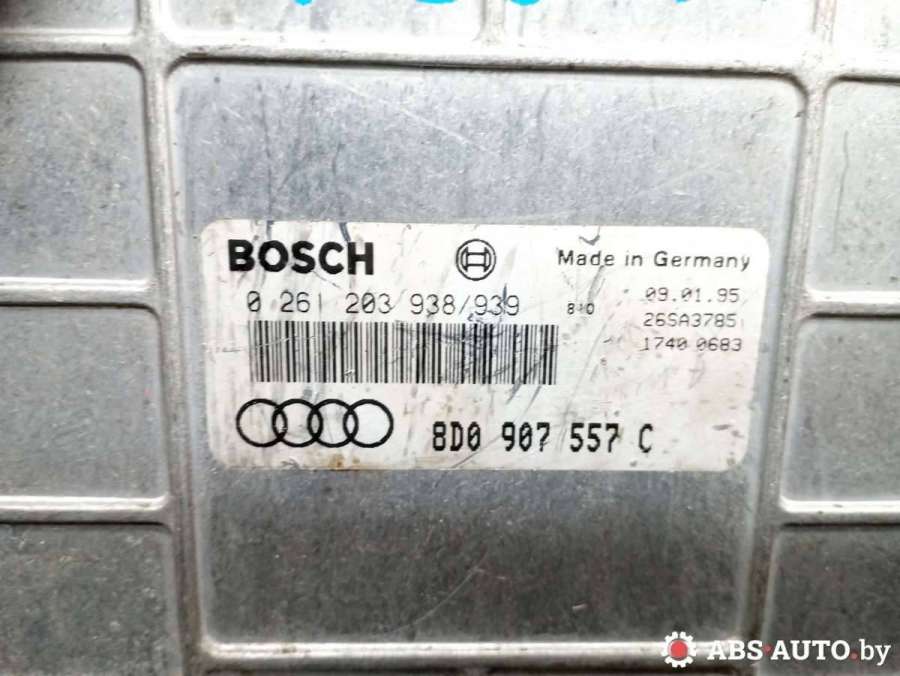 BOSCH
Made in Germany
0 261 203 938/939
09.01.95
26SA3785
1740 0683
8D0 907 557 C
ABS-AUTO.by